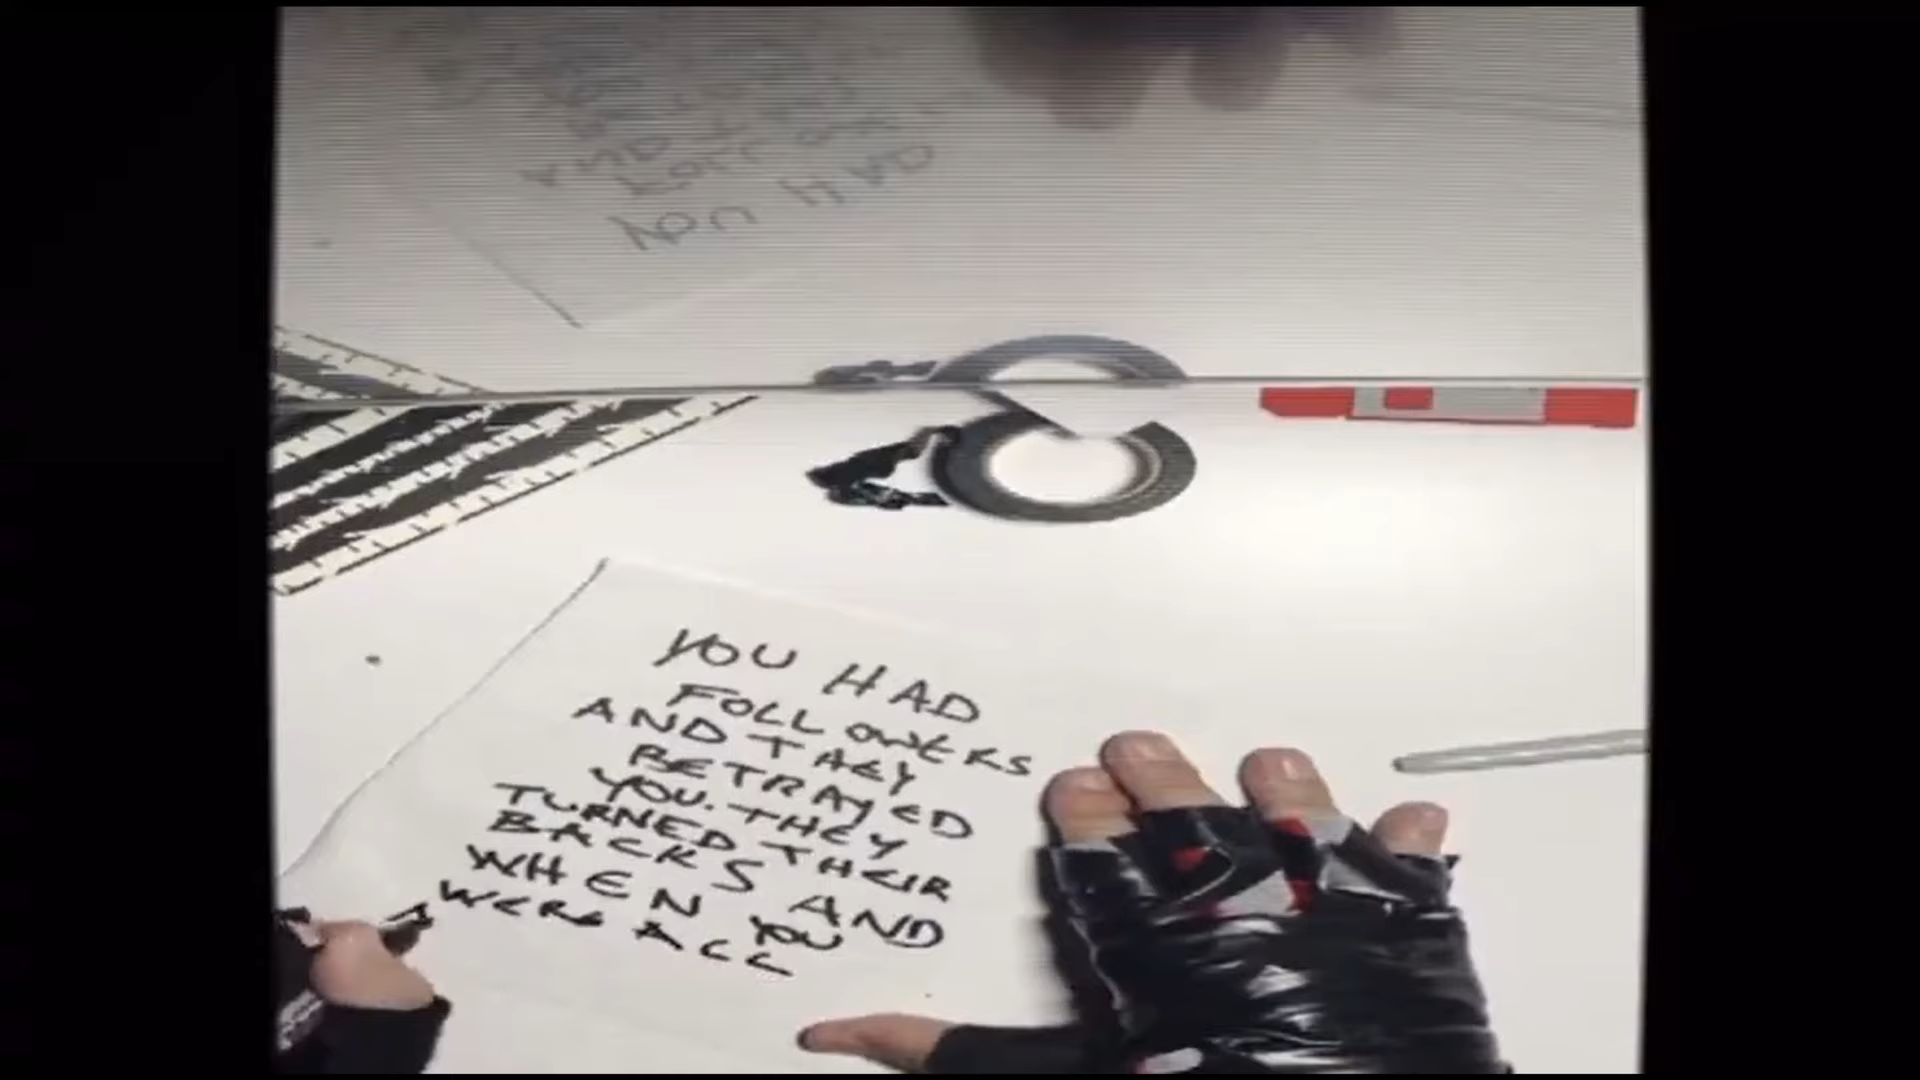 YOU HAD
FOLLOWERS
AND THEY
BETRAYED
YOU. THEY
TURNED THEIR
BACKS AND
WHEN YOU
WERE ALL